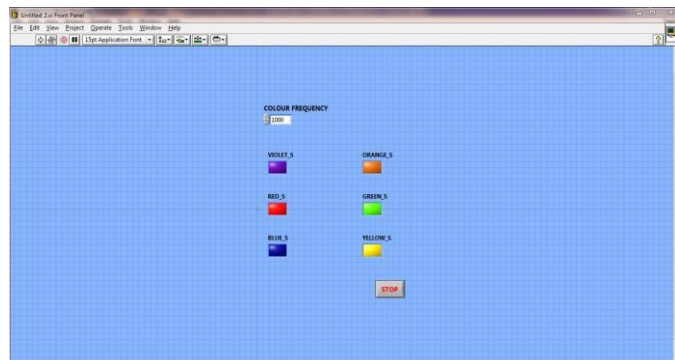 Untitled 2.vi Front Panel
File Edit View Project Operate Tools Window Help
13pt Application Font
COLOUR FREQUENCY
1000
VIOLET_S ORANGE_S
RED_S GREEN_S
BLUE_S YELLOW_S
STOP